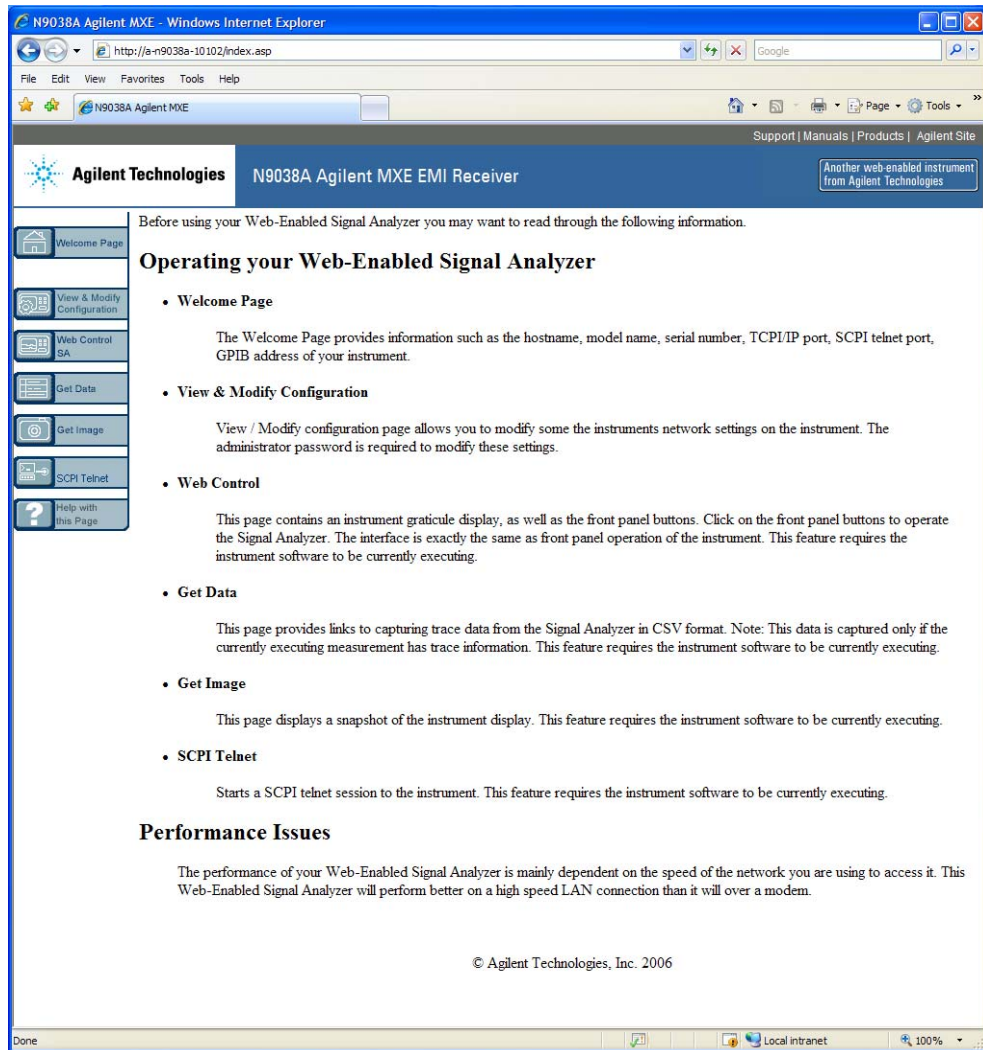 N9038A Agilent MXE - Windows Internet Explorer
http://a-n9038a-10102/index.asp
Google
File Edit View Favorites Tools Help
N9038A Agilent MXE
Page Tools
Support | Manuals | Products | Agilent Site
Agilent Technologies
N9038A Agilent MXE EMI Receiver
Another web-enabled instrument
from Agilent Technologies
Welcome Page
View & Modify
Configuration
Web Control
SA
Get Data
Get Image
SCPI Telnet
Help with
this Page
Before using your Web-Enabled Signal Analyzer you may want to read through the following information.
Operating your Web-Enabled Signal Analyzer
• Welcome Page
The Welcome Page provides information such as the hostname, model name, serial number, TCPI/IP port, SCPI telnet port,
GPIB address of your instrument.
• View & Modify Configuration
View / Modify configuration page allows you to modify some the instruments network settings on the instrument. The
administrator password is required to modify these settings.
• Web Control
This page contains an instrument graticule display, as well as the front panel buttons. Click on the front panel buttons to operate
the Signal Analyzer. The interface is exactly the same as front panel operation of the instrument. This feature requires the
instrument software to be currently executing.
• Get Data
This page provides links to capturing trace data from the Signal Analyzer in CSV format. Note: This data is captured only if the
currently executing measurement has trace information. This feature requires the instrument software to be currently executing.
• Get Image
This page displays a snapshot of the instrument display. This feature requires the instrument software to be currently executing.
• SCPI Telnet
Starts a SCPI telnet session to the instrument. This feature requires the instrument software to be currently executing.
Performance Issues
The performance of your Web-Enabled Signal Analyzer is mainly dependent on the speed of the network you are using to access it. This
Web-Enabled Signal Analyzer will perform better on a high speed LAN connection than it will over a modem.
© Agilent Technologies, Inc. 2006
Done
Local intranet
100%